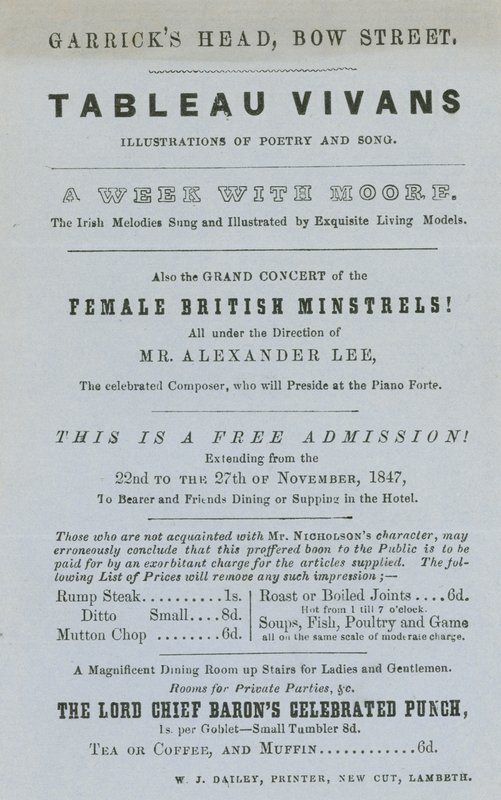 GARRICK'S HEAD, BOW STREET.
TABLEAU VIVANS
ILLUSTRATIONS OF POETRY AND SONG.
A WEEK WITH MOORE.
The Irish Melodies Sung and Illustrated by Exquisite Living Models.
Also the GRAND CONCERT of the
FEMALE BRITISH MINSTRELS!
All under the Direction of
MR. ALEXANDER LEE,
The celebrated Composer, who will Preside at the Piano Forte.
THIS IS A FREE ADMISSION!
Extending from the
22nd TO THE 27th OF NOVEMBER, 1847,
To Bearer and Friends Dining or Supping in the Hotel.
Those who are not acquainted with Mr. NICHOLSON'S character, may
erroneously conclude that this proffered boon to the Public is to be
paid for by an exorbitant charge for the articles supplied. The fol-
lowing List of Prices will remove any such impression;—
Rump Steak..........1s.
Ditto Small....8d.
Mutton Chop ........6d.
Roast or Boiled Joints ....6d.
Hot from 1 till 7 o'clock.
Soups, Fish, Poultry and Game
all on the same scale of moderate charge.
A Magnificent Dining Room up Stairs for Ladies and Gentlemen.
Rooms for Private Parties, &c.
THE LORD CHIEF BARON'S CELEBRATED PUNCH,
1s. per Goblet—Small Tumbler 8d.
TEA OR COFFEE, AND MUFFIN............6d.
W. J. DAILEY, PRINTER, NEW CUT, LAMBETH.